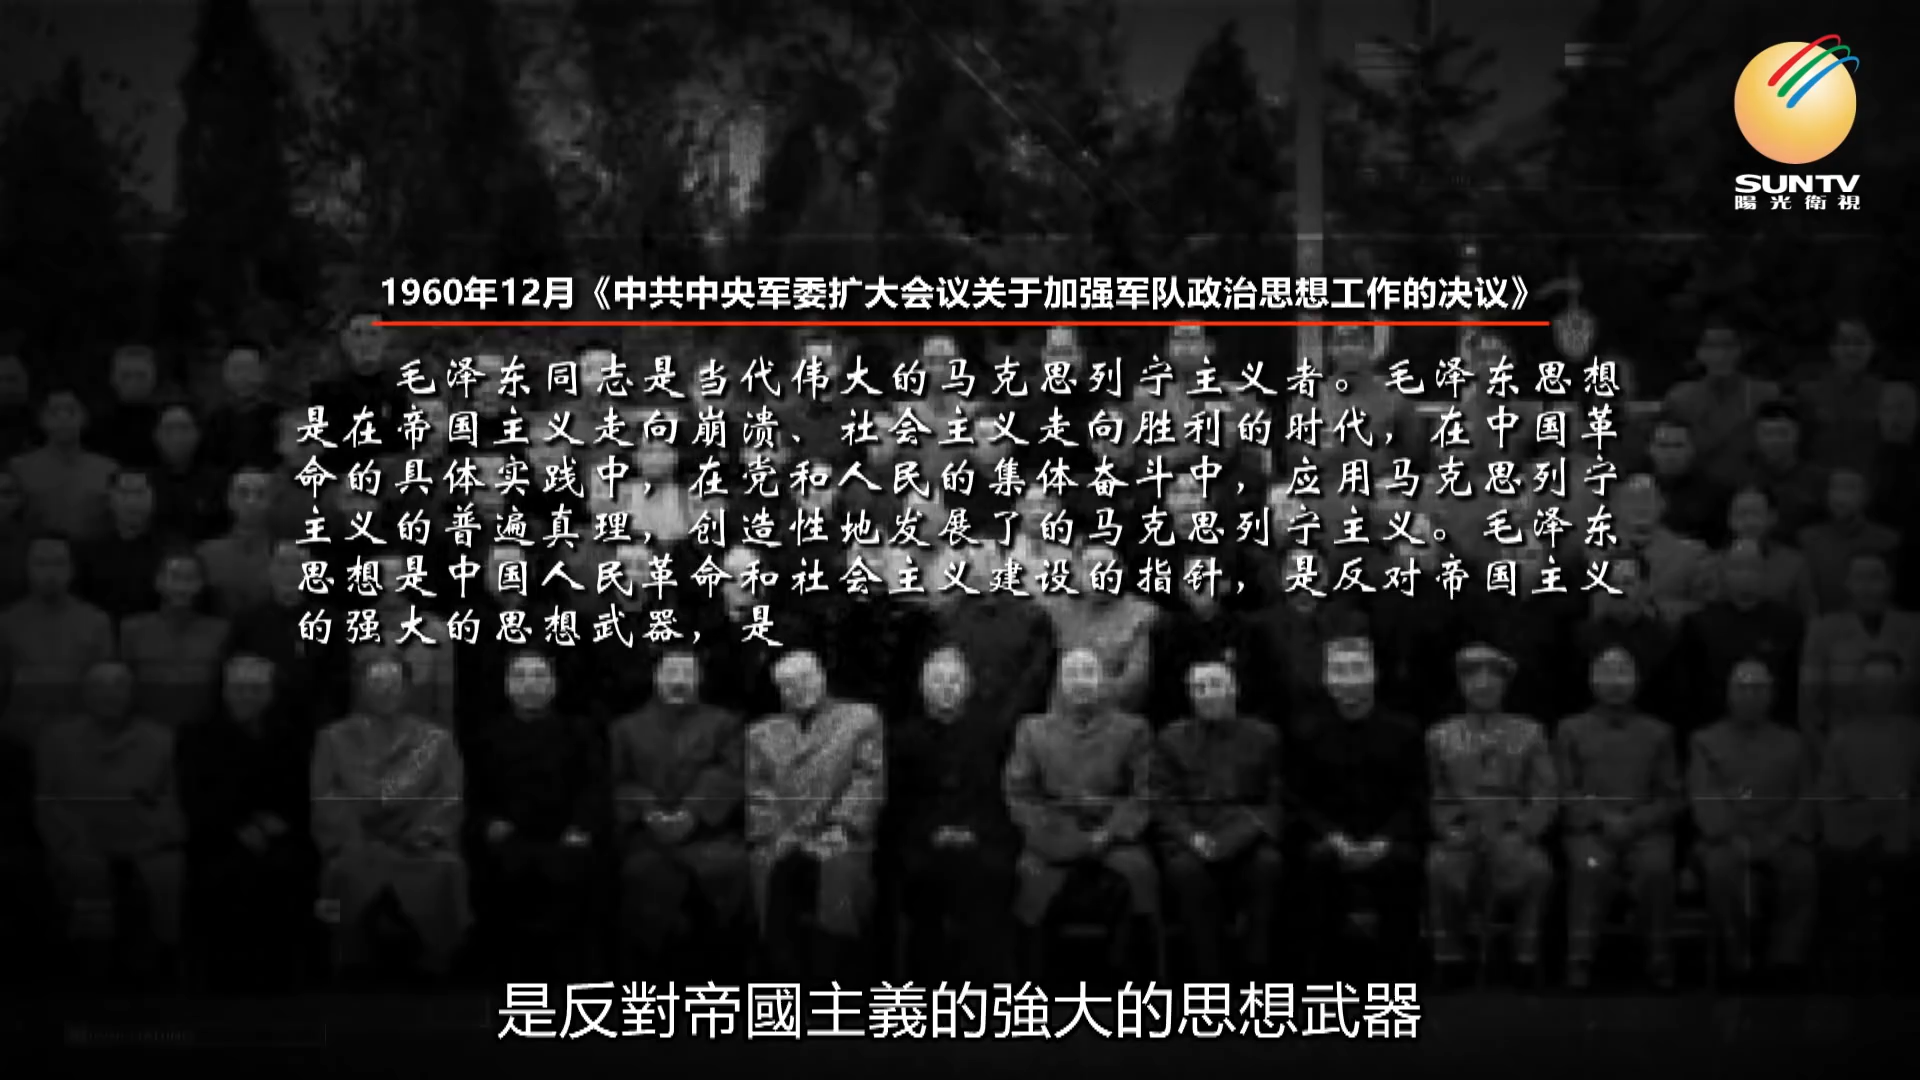 SUNTV
陽光衛視
1960年12月《中共中央军委扩大会议关于加强军队政治思想工作的决议》
毛泽东同志是当代伟大的马克思列宁主义者。毛泽东思想
是在帝国主义走向崩溃、社会主义走向胜利的时代，在中国革
命的具体实践中，在党和人民的集体奋斗中，应用马克思列宁
主义的普遍真理，创造性地发展了的马克思列宁主义。毛泽东
思想是中国人民革命和社会主义建设的指针，是反对帝国主义
的强大的思想武器，是
是反對帝國主義的強大的思想武器